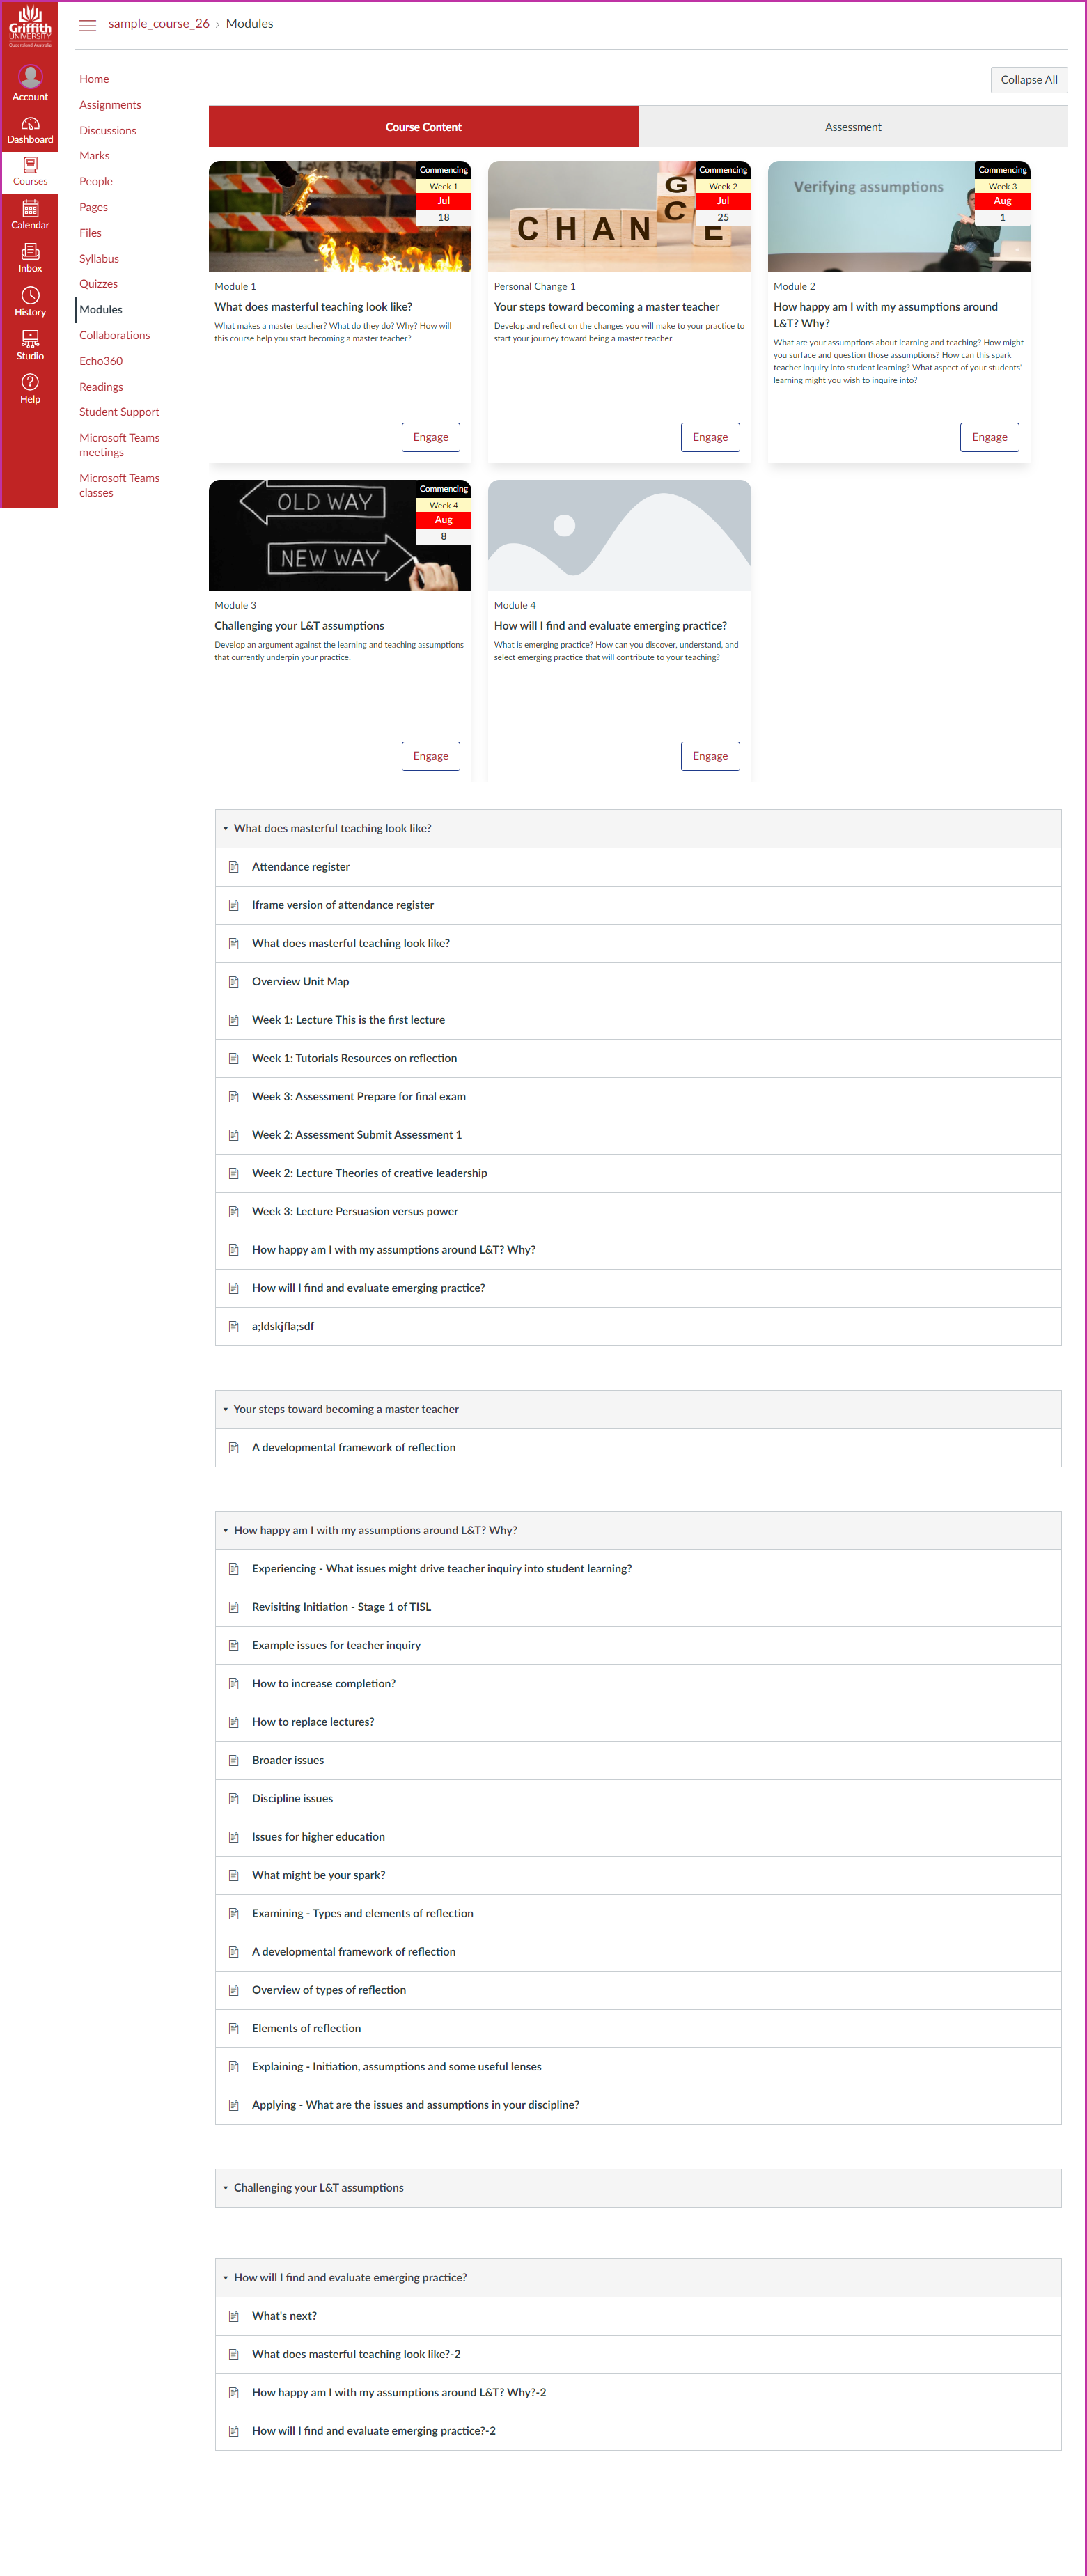 Griffith
UNIVERSITY
Queensland, Australia
Account
Dashboard
Courses
Calendar
Inbox
History
Studio
Help
sample_course_26 › Modules
Home
Assignments
Discussions
Marks
People
Pages
Files
Syllabus
Quizzes
Modules
Collaborations
Echo360
Readings
Student Support
Microsoft Teams
meetings
Microsoft Teams
classes
Collapse All
Course Content
Assessment
Commencing
Week 1
Jul
18
Module 1
What does masterful teaching look like?
What makes a master teacher? What do they do? Why? How will
this course help you start becoming a master teacher?
Engage
G
CHAN C E
Commencing
Week 2
Jul
25
Personal Change 1
Your steps toward becoming a master teacher
Develop and reflect on the changes you will make to your practice to
start your journey toward being a master teacher.
Engage
Verifying assumptions
Commencing
Week 3
Aug
1
Module 2
How happy am I with my assumptions around
L&T? Why?
What are your assumptions about learning and teaching? How might
you surface and question those assumptions? How can this spark
teacher inquiry into student learning? What aspect of your students'
learning might you wish to inquire into?
Engage
OLD WAY
NEW WAY
Commencing
Week 4
Aug
8
Module 3
Challenging your L&T assumptions
Develop an argument against the learning and teaching assumptions
that currently underpin your practice.
Engage
Module 4
How will I find and evaluate emerging practice?
What is emerging practice? How can you discover, understand, and
select emerging practice that will contribute to your teaching?
Engage
What does masterful teaching look like?
Attendance register
Iframe version of attendance register
What does masterful teaching look like?
Overview Unit Map
Week 1: Lecture This is the first lecture
Week 1: Tutorials Resources on reflection
Week 3: Assessment Prepare for final exam
Week 2: Assessment Submit Assessment 1
Week 2: Lecture Theories of creative leadership
Week 3: Lecture Persuasion versus power
How happy am I with my assumptions around L&T? Why?
How will I find and evaluate emerging practice?
a;ldskjfla;sdf
Your steps toward becoming a master teacher
A developmental framework of reflection
How happy am I with my assumptions around L&T? Why?
Experiencing - What issues might drive teacher inquiry into student learning?
Revisiting Initiation - Stage 1 of TISL
Example issues for teacher inquiry
How to increase completion?
How to replace lectures?
Broader issues
Discipline issues
Issues for higher education
What might be your spark?
Examining - Types and elements of reflection
A developmental framework of reflection
Overview of types of reflection
Elements of reflection
Explaining - Initiation, assumptions and some useful lenses
Applying - What are the issues and assumptions in your discipline?
Challenging your L&T assumptions
How will I find and evaluate emerging practice?
What's next?
What does masterful teaching look like?-2
How happy am I with my assumptions around L&T? Why?-2
How will I find and evaluate emerging practice?-2